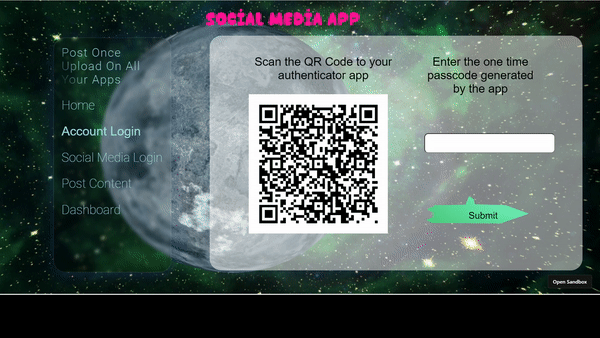 SOCIAL MEDIA APP
Post Once
Upload On All
Your Apps
Home
Account Login
Social Media Login
Post Content
Dashboard
Scan the QR Code to your
authenticator app
Enter the one time
passcode generated
by the app
Submit
Open Sandbox